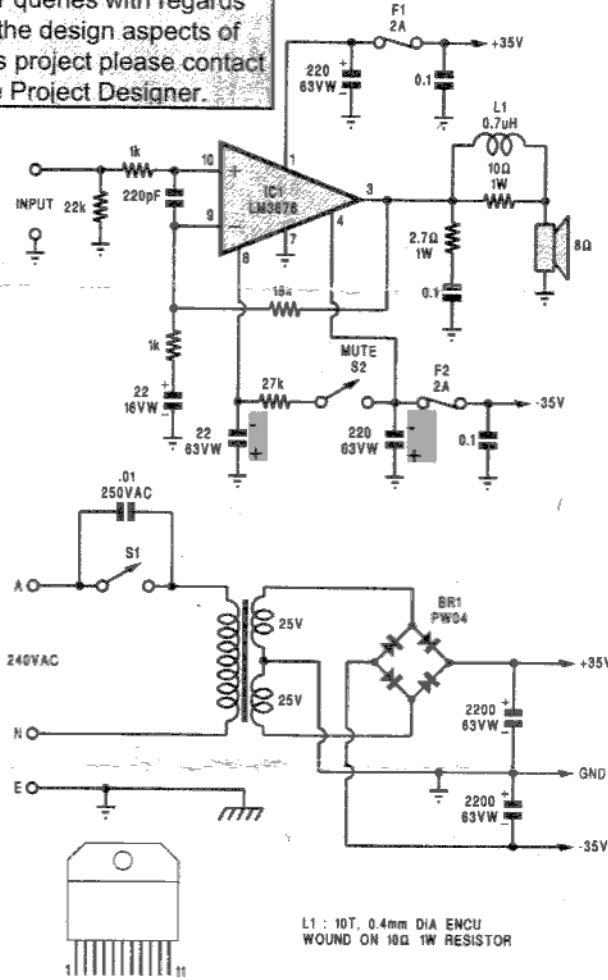 r queries with regards
the design aspects of
s project please contact
e Project Designer.
F1
2A
+35V
220
63VW
+
-
0.1
L1
0.7uH
10Ω
1W
1k
10
+
1
IC1
LM3876
3
INPUT
22k
220pF
9
-
4
7
8
2.7Ω
1W
8Ω
0.1
18k
1k
MUTE
S2
F2
2A
22
16VW
+
-
27k
-35V
22
63VW
-
+
220
63VW
-
+
0.1
.01
250VAC
S1
A
BR1
PW04
25V
240VAC
+35V
25V
2200
63VW
+
-
N
GND
E
2200
63VW
+
-
-35V
L1 : 10T, 0.4mm DIA ENCU
WOUND ON 10Ω 1W RESISTOR
1
11